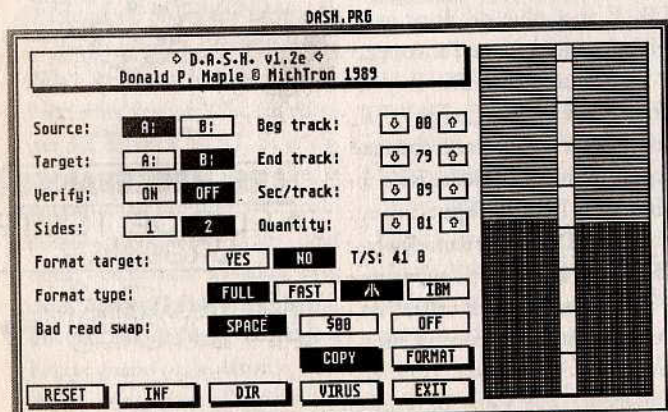 DASH.PRG
◇ D.A.S.H. v1.2e ◇
Donald P. Maple © MichTron 1989
Source: A: B: Beg track: ⇩ 00 ⇧
Target: A: B: End track: ⇩ 79 ⇧
Verify: ON OFF Sec/track: ⇩ 09 ⇧
Sides: 1 2 Quantity: ⇩ 01 ⇧
Format target: YES NO T/S: 41 0
Format type: FULL FAST IBM
Bad read swap: SPACE $00 OFF
COPY FORMAT
RESET INF DIR VIRUS EXIT